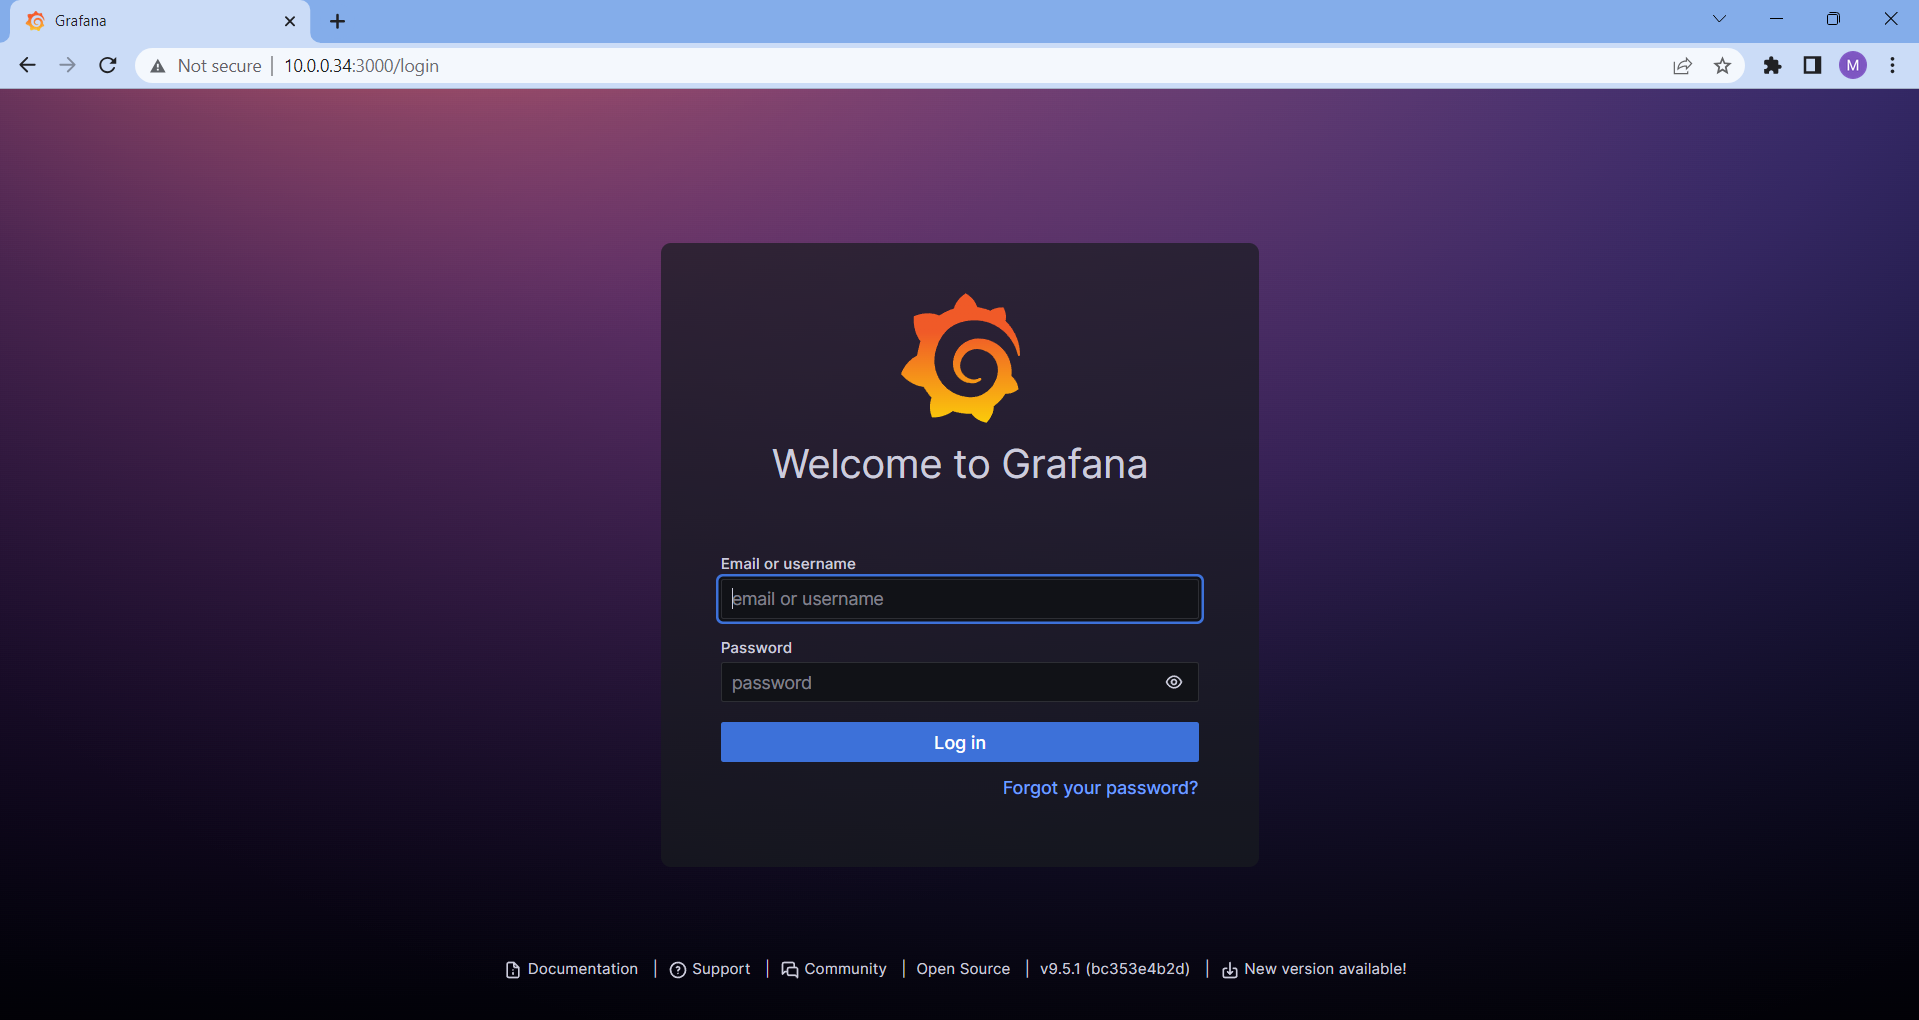 Grafana
Not secure | 10.0.0.34:3000/login
M
Welcome to Grafana
Email or username
email or username
Password
password
Log in
Forgot your password?
Documentation | Support | Community | Open Source | v9.5.1 (bc353e4b2d) | New version available!